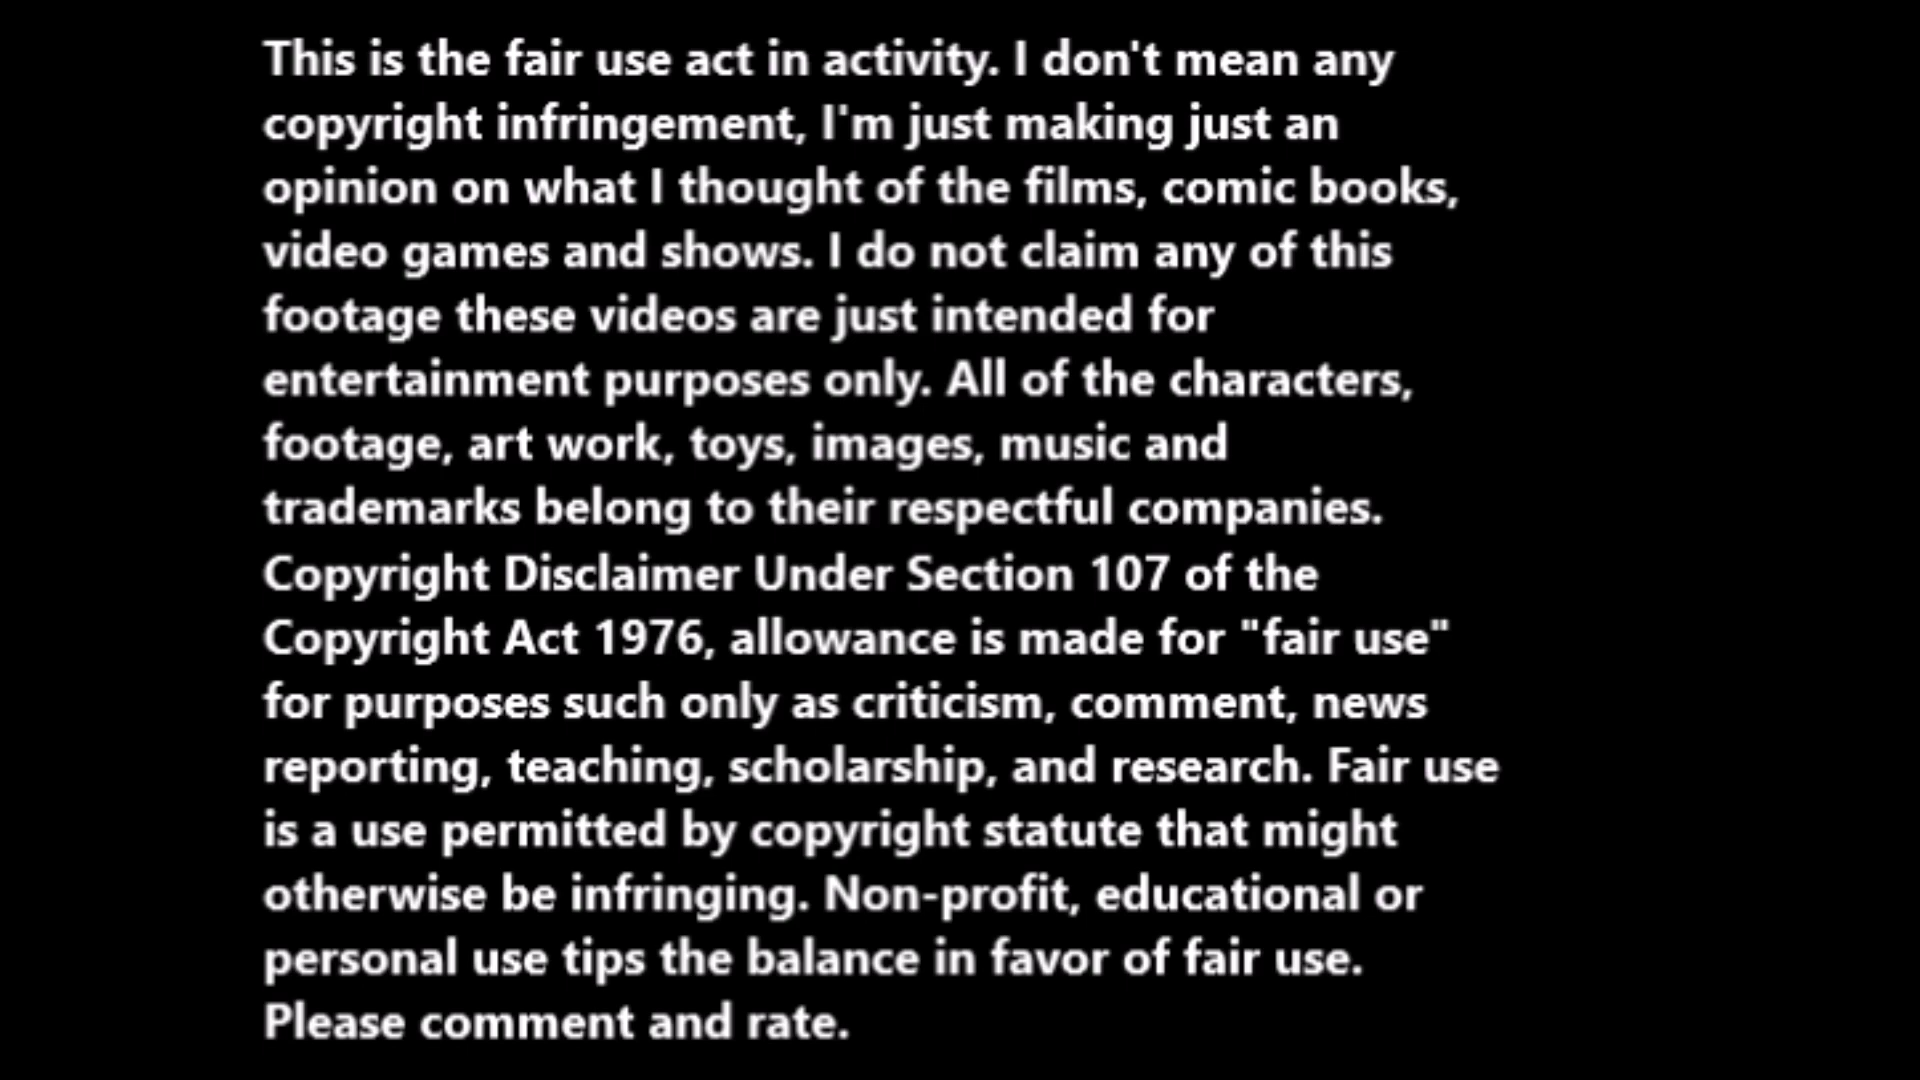 This is the fair use act in activity. I don't mean any
copyright infringement, I'm just making just an
opinion on what I thought of the films, comic books,
video games and shows. I do not claim any of this
footage these videos are just intended for
entertainment purposes only. All of the characters,
footage, art work, toys, images, music and
trademarks belong to their respectful companies.
Copyright Disclaimer Under Section 107 of the
Copyright Act 1976, allowance is made for "fair use"
for purposes such only as criticism, comment, news
reporting, teaching, scholarship, and research. Fair use
is a use permitted by copyright statute that might
otherwise be infringing. Non-profit, educational or
personal use tips the balance in favor of fair use.
Please comment and rate.